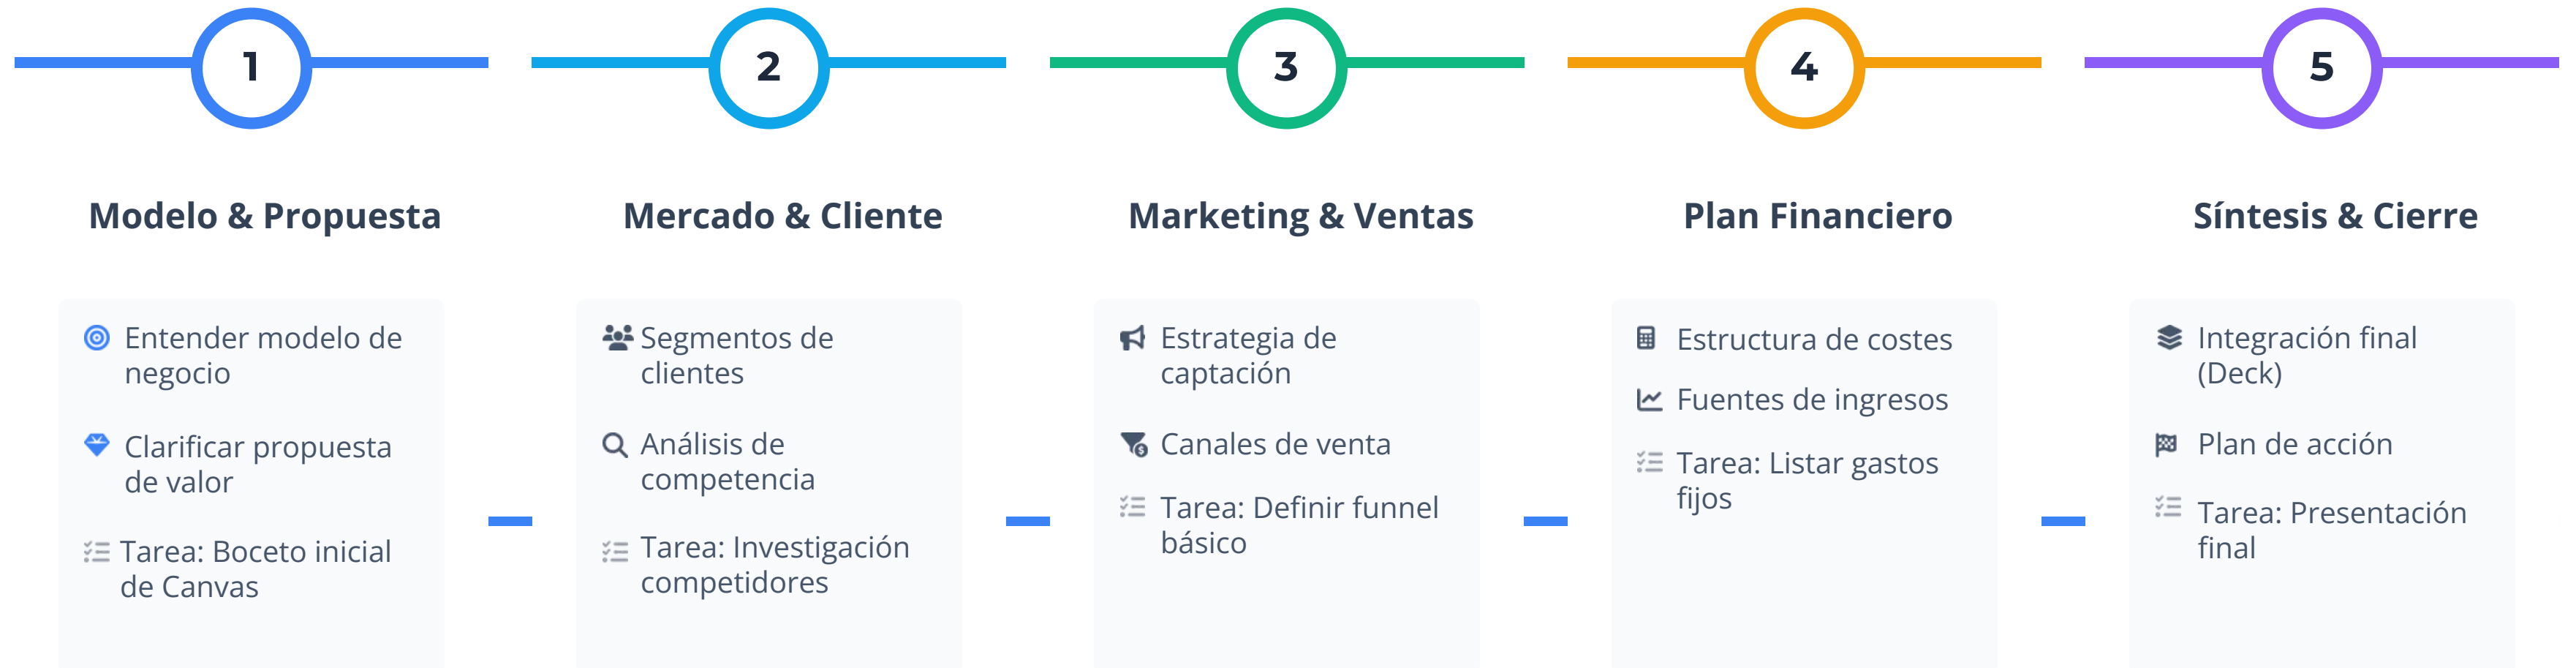 1
Modelo & Propuesta
Entender modelo de
negocio
Clarificar propuesta
de valor
Tarea: Boceto inicial
de Canvas
2
Mercado & Cliente
Segmentos de
clientes
Análisis de
competencia
Tarea: Investigación
competidores
3
Marketing & Ventas
Estrategia de
captación
Canales de venta
Tarea: Definir funnel
básico
4
Plan Financiero
Estructura de costes
Fuentes de ingresos
Tarea: Listar gastos
fijos
5
Síntesis & Cierre
Integración final
(Deck)
Plan de acción
Tarea: Presentación
final